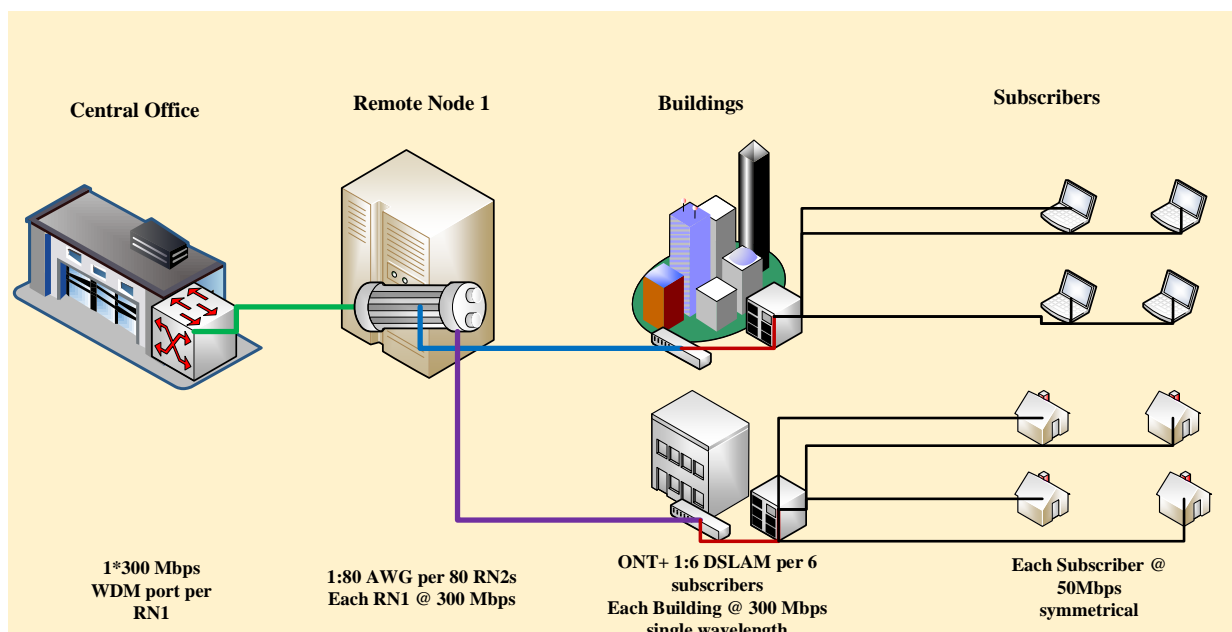 Central Office
Remote Node 1
Buildings
Subscribers
1*300 Mbps
WDM port per
RN1
1:80 AWG per 80 RN2s
Each RN1 @ 300 Mbps
ONT+ 1:6 DSLAM per 6
subscribers
Each Building @ 300 Mbps
single wavelength
Each Subscriber @
50Mbps
symmetrical